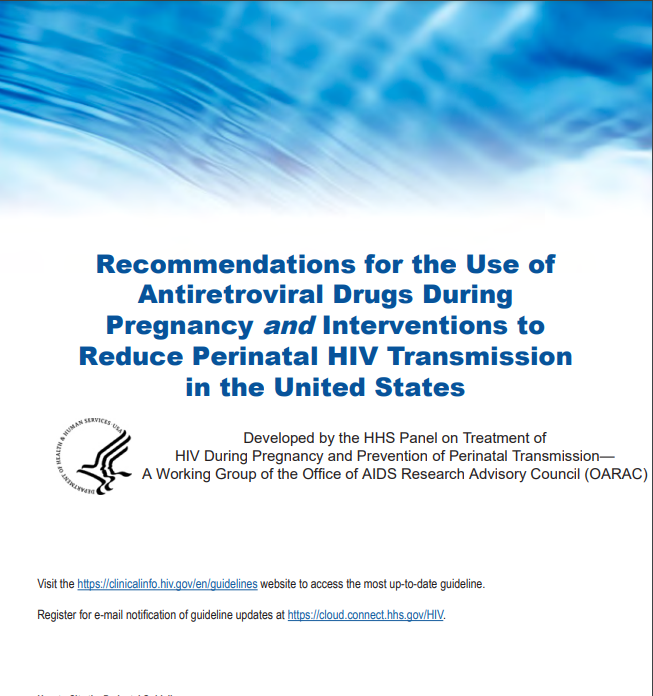 Recommendations for the Use of
Antiretroviral Drugs During
Pregnancy and Interventions to
Reduce Perinatal HIV Transmission
in the United States
DEPARTMENT OF HEALTH & HUMAN SERVICES·USA
Developed by the HHS Panel on Treatment of
HIV During Pregnancy and Prevention of Perinatal Transmission—
A Working Group of the Office of AIDS Research Advisory Council (OARAC)
Visit the https://clinicalinfo.hiv.gov/en/guidelines website to access the most up-to-date guideline.
Register for e-mail notification of guideline updates at https://cloud.connect.hhs.gov/HIV.